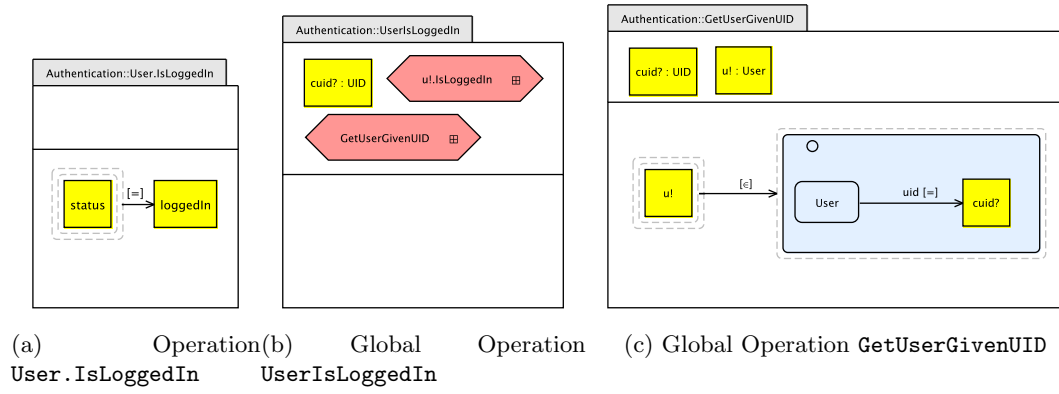 Authentication::User.IsLoggedIn
status
[=]
loggedIn
(a) Operation
User.IsLoggedIn
Authentication::UserIsLoggedIn
cuid? : UID
u!.IsLoggedIn
GetUserGivenUID
(b) Global Operation
UserIsLoggedIn
Authentication::GetUserGivenUID
cuid? : UID
u! : User
u!
[∈]
User
uid [=]
cuid?
(c) Global Operation GetUserGivenUID